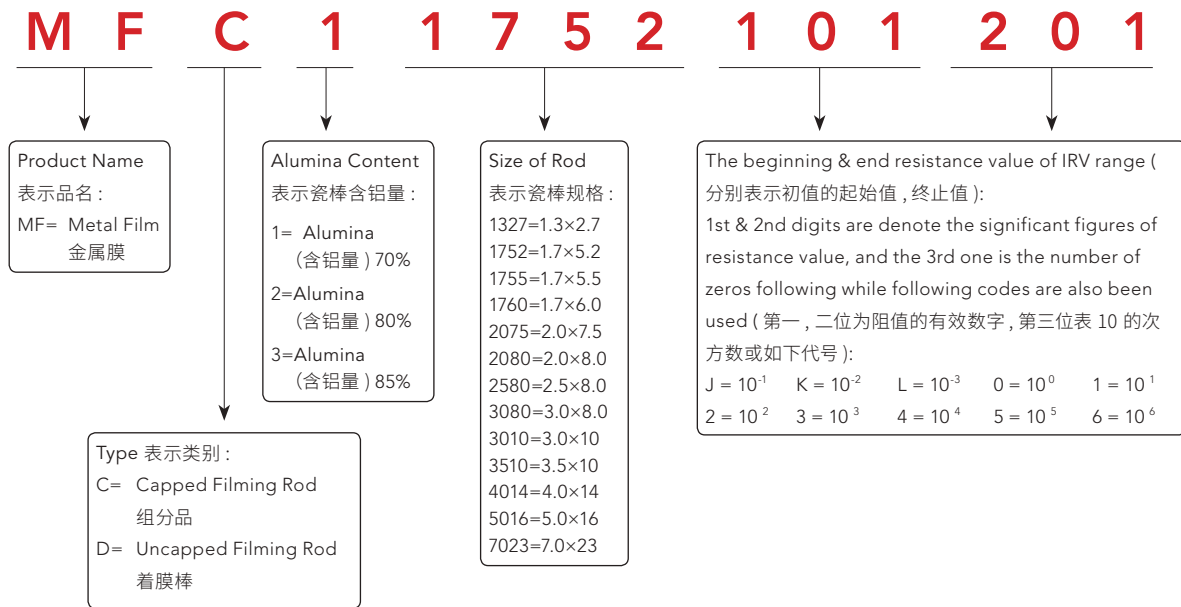 M F C 1 1 7 5 2 1 0 1 2 0 1
Product Name
表示品名 :
MF= Metal Film
金属膜
Alumina Content
表示瓷棒含铝量 :
1= Alumina
(含铝量 ) 70%
2=Alumina
(含铝量 ) 80%
3=Alumina
(含铝量 ) 85%
Size of Rod
表示瓷棒规格 :
1327=1.3×2.7
1752=1.7×5.2
1755=1.7×5.5
1760=1.7×6.0
2075=2.0×7.5
2080=2.0×8.0
2580=2.5×8.0
3080=3.0×8.0
3010=3.0×10
3510=3.5×10
4014=4.0×14
5016=5.0×16
7023=7.0×23
The beginning & end resistance value of IRV range (
分别表示初值的起始值 , 终止值 ):
1st & 2nd digits are denote the significant figures of
resistance value, and the 3rd one is the number of
zeros following while following codes are also been
used ( 第一 , 二位为阻值的有效数字 , 第三位表 10 的次
方数或如下代号 ):
J = 10⁻¹ K = 10⁻² L = 10⁻³ 0 = 10⁰ 1 = 10¹
2 = 10² 3 = 10³ 4 = 10⁴ 5 = 10⁵ 6 = 10⁶
Type 表示类别 :
C= Capped Filming Rod
组分品
D= Uncapped Filming Rod
着膜棒